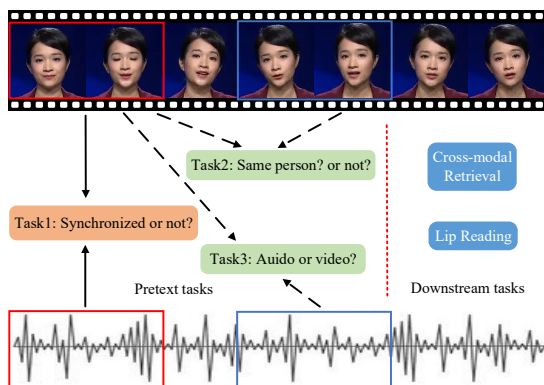 Task2: Same person? or not?
Cross-modal
Retrieval
Task1: Synchronized or not?
Lip Reading
Task3: Auido or video?
Pretext tasks
Downstream tasks